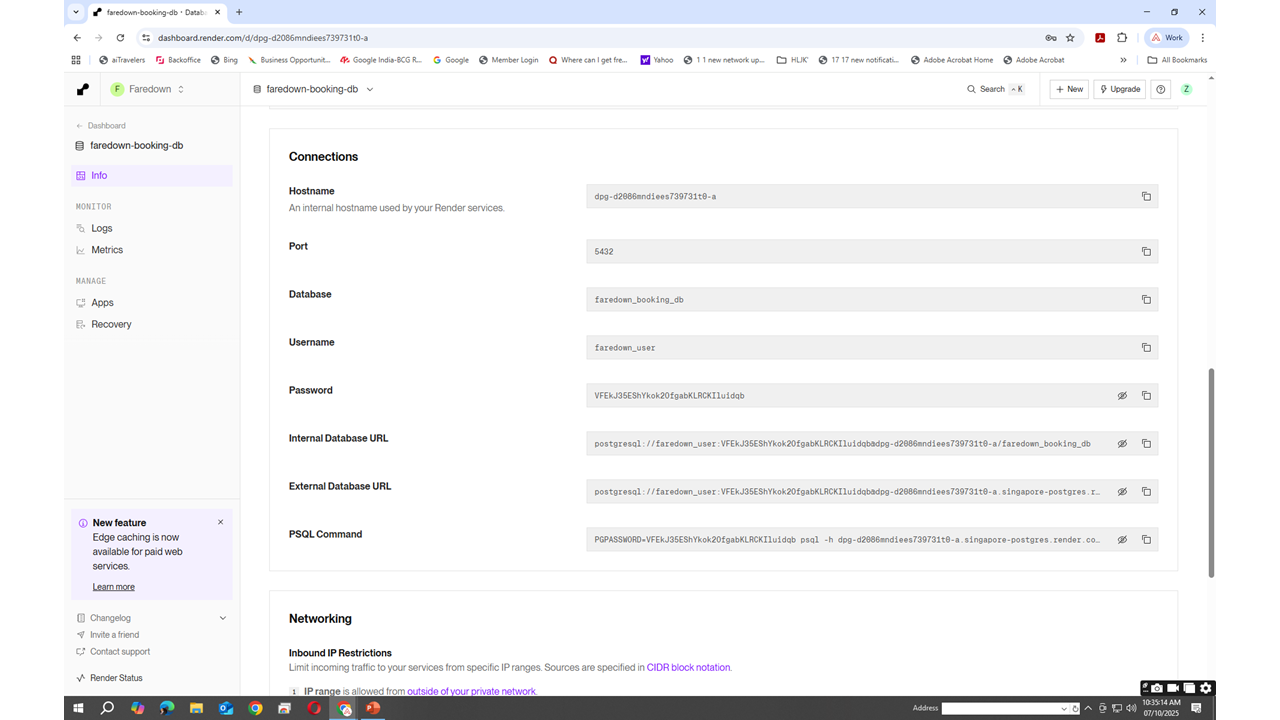 faredown-booking-db · Datab
dashboard.render.com/d/dpg-d2086mndiees739731t0-a
Work
aiTravelers
Backoffice
Bing
Business Opportunit...
Google India-BCG R...
Google
Member Login
Where can I get fre...
Yahoo
1 1 new network up...
HLJK'
17 17 new notificati...
Adobe Acrobat Home
Adobe Acrobat
All Bookmarks
F Faredown
faredown-booking-db
Search
K
+ New
Upgrade
Z
← Dashboard
faredown-booking-db
Info
MONITOR
Logs
Metrics
MANAGE
Apps
Recovery
New feature
Edge caching is now
available for paid web
services.
Learn more
Changelog
Invite a friend
Contact support
Render Status
Connections
Hostname
An internal hostname used by your Render services.
dpg-d2086mndiees739731t0-a
Port
5432
Database
faredown_booking_db
Username
faredown_user
Password
VFEkJ35EShYkok2OfgabKLRCKIluidqb
Internal Database URL
postgresql://faredown_user:VFEkJ35EShYkok2OfgabKLRCKIluidqb@dpg-d2086mndiees739731t0-a/faredown_booking_db
External Database URL
postgresql://faredown_user:VFEkJ35EShYkok2OfgabKLRCKIluidqb@dpg-d2086mndiees739731t0-a.singapore-postgres.r...
PSQL Command
PGPASSWORD=VFEkJ35EShYkok2OfgabKLRCKIluidqb psql -h dpg-d2086mndiees739731t0-a.singapore-postgres.render.co...
Networking
Inbound IP Restrictions
Limit incoming traffic to your services from specific IP ranges. Sources are specified in CIDR block notation.
1 IP range is allowed from outside of your private network.
Address
10:35:14 AM
07/10/2025